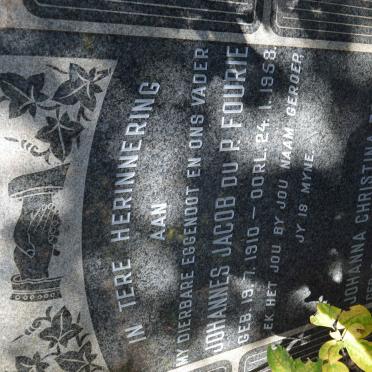 IN TERE HERINNERING
AAN
MY DIERBARE EGGENOOT EN ONS VADER
JOHANNES JACOB DU P. FOURIE
GEB. 19.7.1910 — OORL. 24.1.1958.
EK HET JOU BY JOU NAAM GEROEP
JY IS MYNE.
JOHANNA CHRISTINA